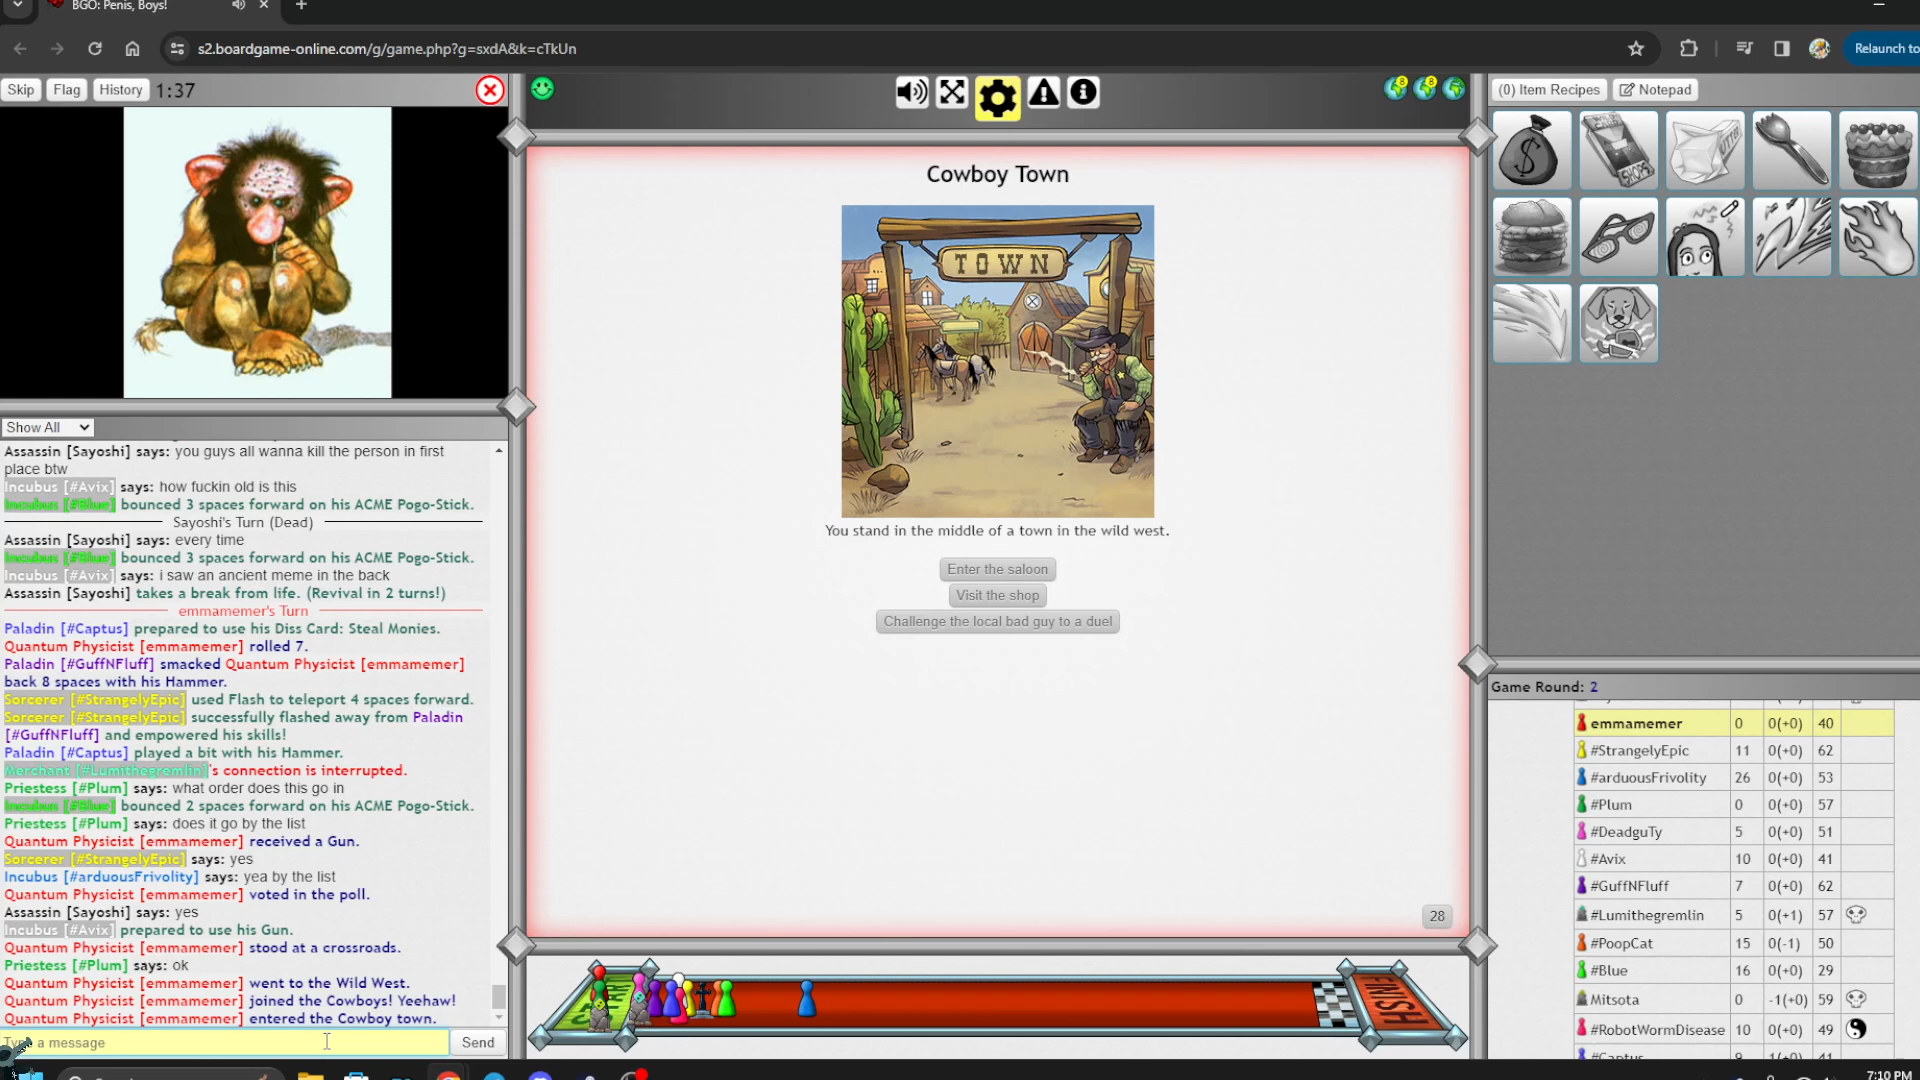 BGO: Penis, Boys!
s2.boardgame-online.com/g/game.php?g=sxdA&k=cTkUn
Relaunch to
Skip Flag History 1:37
8 8
(0) Item Recipes Notepad
Cowboy Town
TOWN
You stand in the middle of a town in the wild west.
Enter the saloon
Visit the shop
Challenge the local bad guy to a duel
28
FINISH
Show All
Assassin [Sayoshi] says: you guys all wanna kill the person in first
place btw
Incubus [#Avix] says: how fuckin old is this
Incubus [#Blue] bounced 3 spaces forward on his ACME Pogo-Stick.
Sayoshi's Turn (Dead)
Assassin [Sayoshi] says: every time
Incubus [#Blue] bounced 3 spaces forward on his ACME Pogo-Stick.
Incubus [#Avix] says: i saw an ancient meme in the back
Assassin [Sayoshi] takes a break from life. (Revival in 2 turns!)
emmamemer's Turn
Paladin [#Captus] prepared to use his Diss Card: Steal Monies.
Quantum Physicist [emmamemer] rolled 7.
Paladin [#GuffNFluff] smacked Quantum Physicist [emmamemer]
back 8 spaces with his Hammer.
Sorcerer [#StrangelyEpic] used Flash to teleport 4 spaces forward.
Sorcerer [#StrangelyEpic] successfully flashed away from Paladin
[#GuffNFluff] and empowered his skills!
Paladin [#Captus] played a bit with his Hammer.
Merchant [#Lumithegremlin]'s connection is interrupted.
Priestess [#Plum] says: what order does this go in
Incubus [#Blue] bounced 2 spaces forward on his ACME Pogo-Stick.
Priestess [#Plum] says: does it go by the list
Quantum Physicist [emmamemer] received a Gun.
Sorcerer [#StrangelyEpic] says: yes
Incubus [#arduousFrivolity] says: yea by the list
Quantum Physicist [emmamemer] voted in the poll.
Assassin [Sayoshi] says: yes
Incubus [#Avix] prepared to use his Gun.
Quantum Physicist [emmamemer] stood at a crossroads.
Priestess [#Plum] says: ok
Quantum Physicist [emmamemer] went to the Wild West.
Quantum Physicist [emmamemer] joined the Cowboys! Yeehaw!
Quantum Physicist [emmamemer] entered the Cowboy town.
a message Send
Game Round: 2
emmamemer 0 0(+0) 40
#StrangelyEpic 11 0(+0) 62
#arduousFrivolity 26 0(+0) 53
#Plum 0 0(+0) 57
#DeadguTy 5 0(+0) 51
#Avix 10 0(+0) 41
#GuffNFluff 7 0(+0) 62
#Lumithegremlin 5 0(+1) 57
#PoopCat 15 0(-1) 50
#Blue 16 0(+0) 29
Mitsota 0 -1(+0) 59
#RobotWormDisease 10 0(+0) 49
#Captus 9 1(+0) 41
7:10 PM